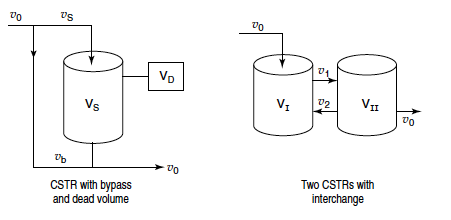 v0 vS
VD
VS
vb
v0
CSTR with bypass
and dead volume
v0
v1
VI v2 VII
v0
Two CSTRs with
interchange